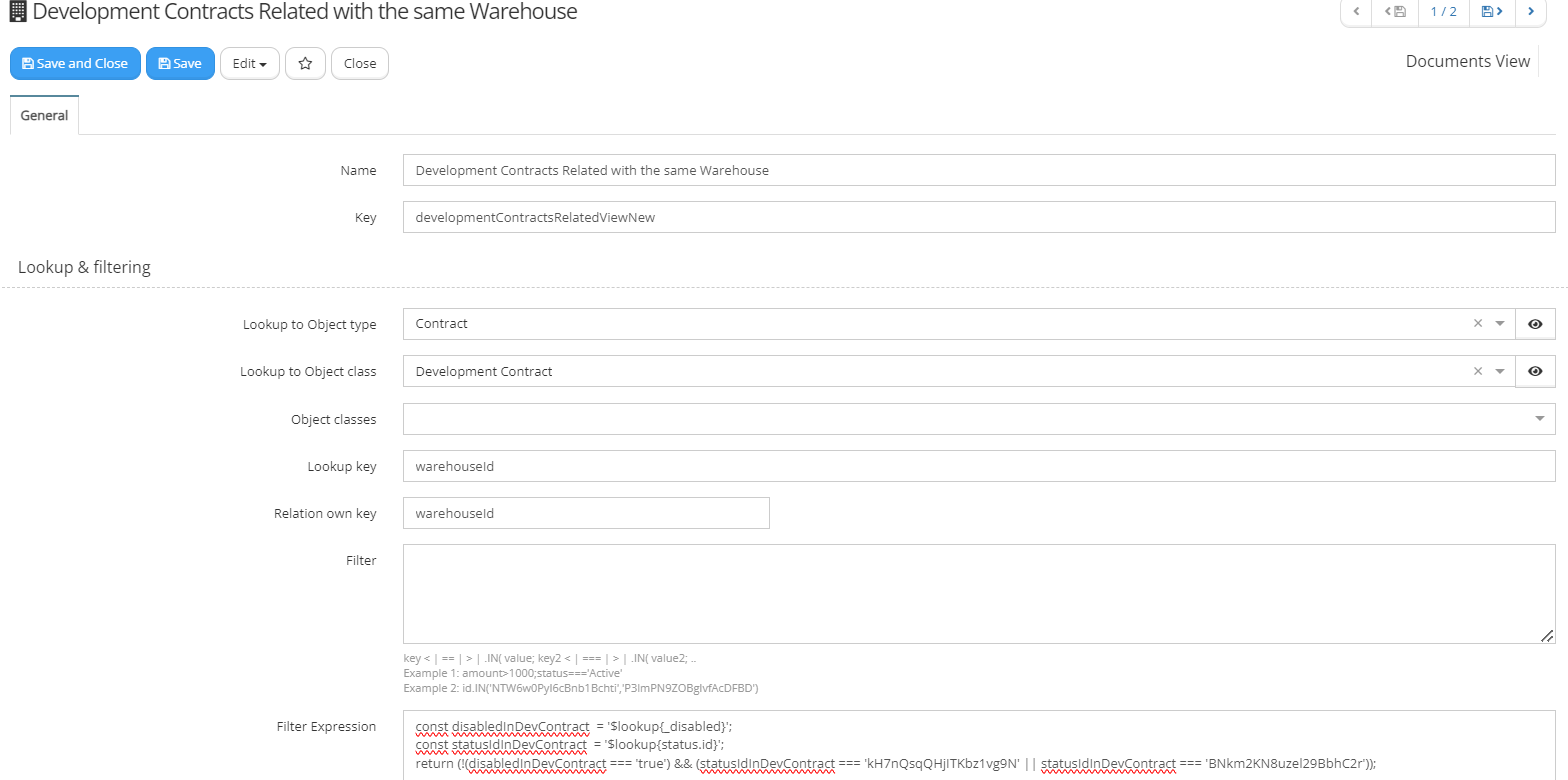 Development Contracts Related with the same Warehouse
1 / 2
Save and Close
Save
Edit
Close
Documents View
General
Name
Development Contracts Related with the same Warehouse
Key
developmentContractsRelatedViewNew
Lookup & filtering
Lookup to Object type
Contract
Lookup to Object class
Development Contract
Object classes
Lookup key
warehouseId
Relation own key
warehouseId
Filter
key < | == | > | .IN( value; key2 < | === | > | .IN( value2; ..
Example 1: amount>1000;status==='Active'
Example 2: id.IN('NTW6w0PyI6cBnb1Bchti','P3ImPN9ZOBgIvfAcDFBD')
Filter Expression
const disabledInDevContract = '$lookup{_disabled}';
const statusIdInDevContract = '$lookup{status.id}';
return (!(disabledInDevContract === 'true') && (statusIdInDevContract === 'kH7nQsqQHjITKbz1vg9N' || statusIdInDevContract === 'BNkm2KN8uzel29BbhC2r'));